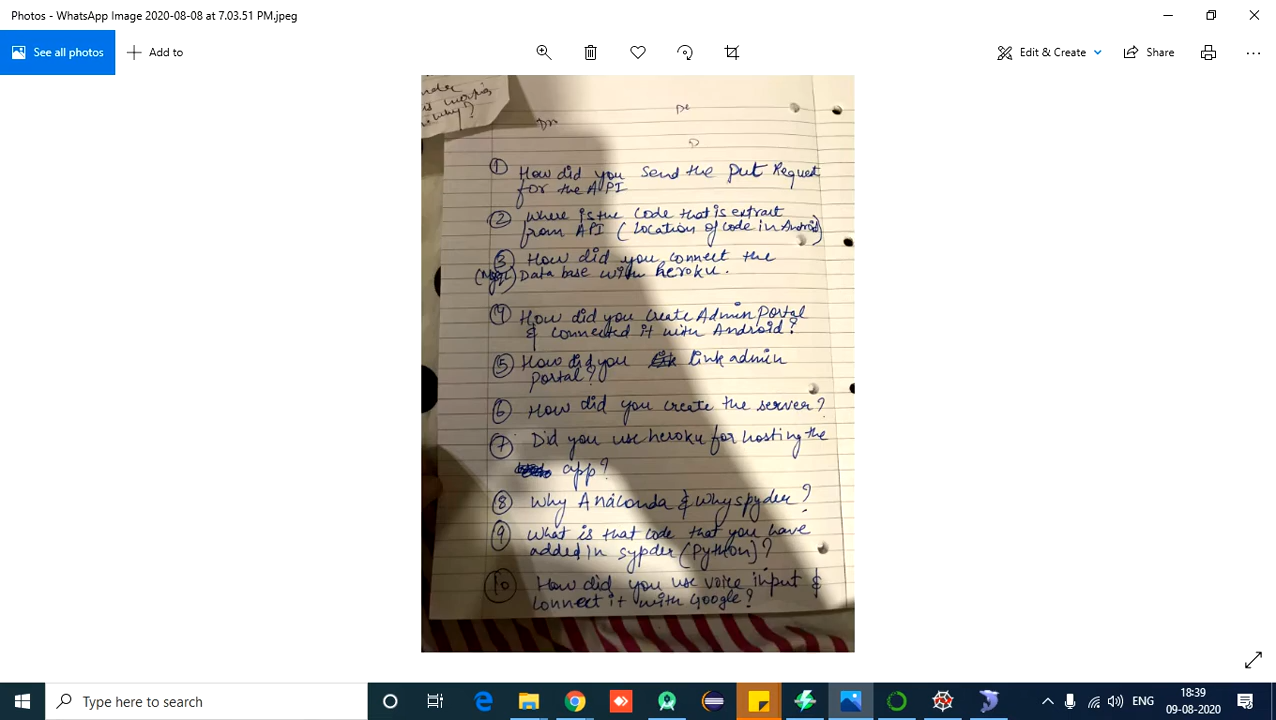 Photos - WhatsApp Image 2020-08-08 at 7.03.51 PM.jpeg
See all photos
Add to
Edit & Create
Share
why?
① How did you send the put Request
for the API
② Where is the code that is extract
from API (Location of code in Android)
③ How did you connect the
Data base with heroku.
④ How did you create Admin Portal
& connected it with Android?
⑤ How did you link admin
portal?
⑥ How did you create the server?
⑦ Did you use heroku for hosting the
app?
⑧ Why Anaconda & why spyder?
⑨ What is that code that you have
added in sypder (Python)?
⑩ How did you use voice input &
connect it with Google?
Type here to search
ENG
18:39
09-08-2020